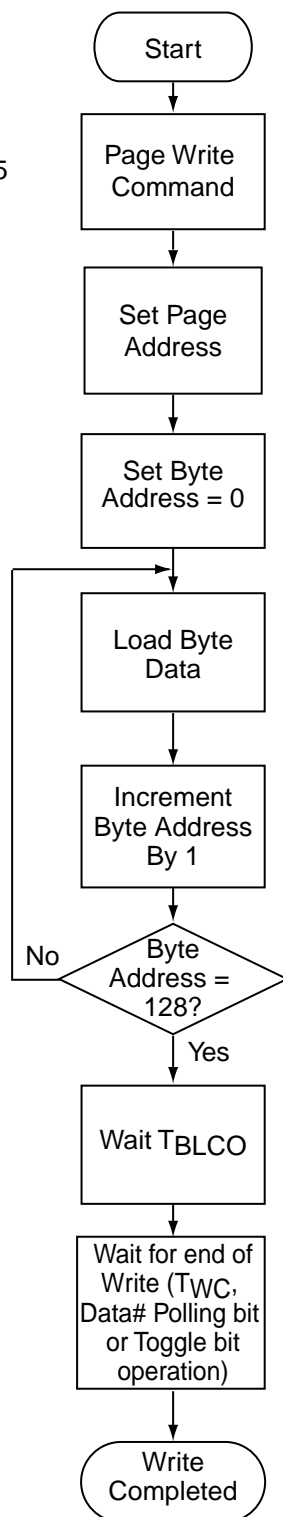 Start
5
Page Write
Command
Set Page
Address
Set Byte
Address = 0
Load Byte
Data
Increment
Byte Address
By 1
No
Byte
Address =
128?
Yes
Wait TBLCO
Wait for end of
Write (TWC,
Data# Polling bit
or Toggle bit
operation)
Write
Completed